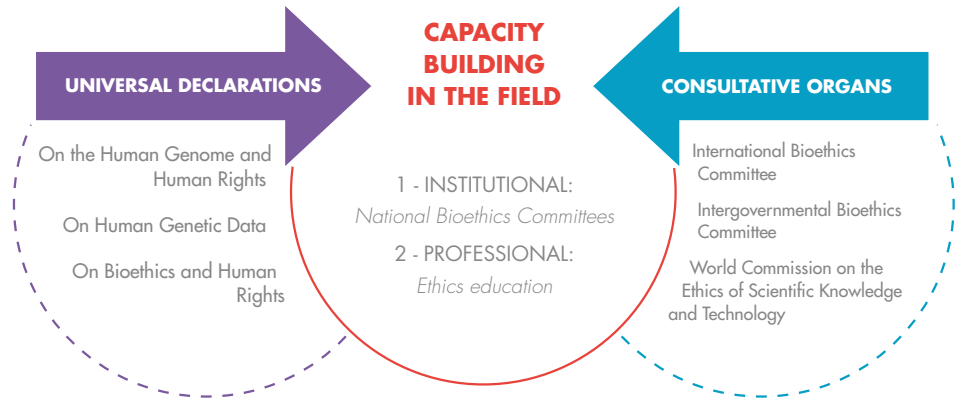 UNIVERSAL DECLARATIONS
On the Human Genome and
Human Rights
On Human Genetic Data
On Bioethics and Human
Rights
CAPACITY
BUILDING
IN THE FIELD
1 - INSTITUTIONAL:
National Bioethics Committees
2 - PROFESSIONAL:
Ethics education
CONSULTATIVE ORGANS
International Bioethics
Committee
Intergovernmental Bioethics
Committee
World Commission on the
Ethics of Scientific Knowledge
and Technology